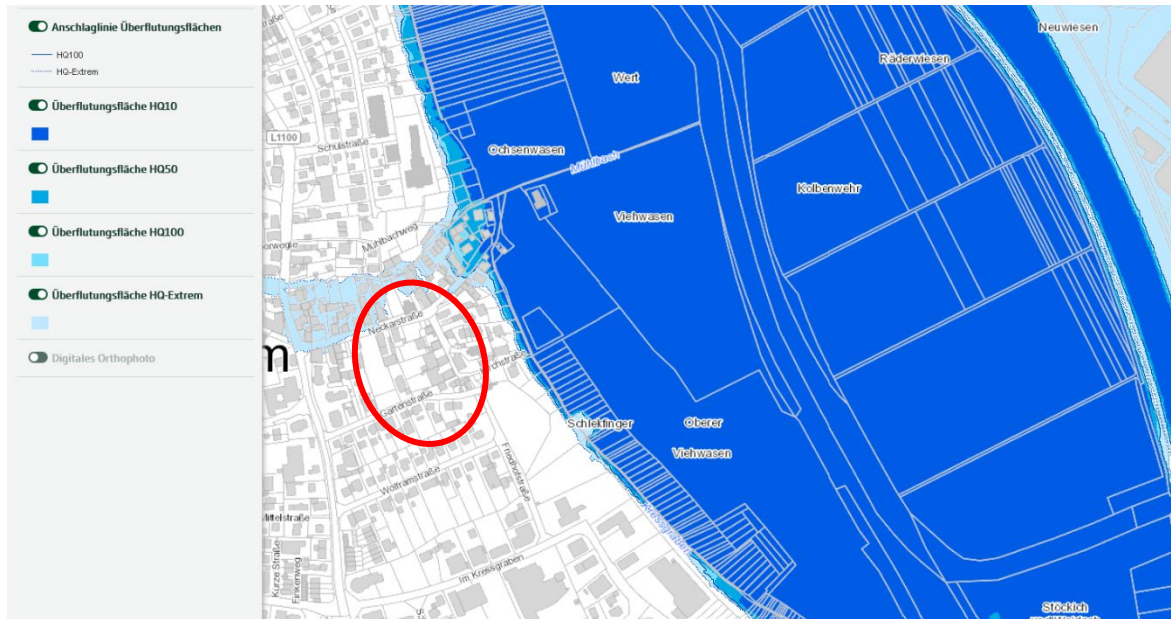 Anschlaglinie Überflutungsflächen
HQ100
HQ-Extrem
Überflutungsfläche HQ10
Überflutungsfläche HQ50
Überflutungsfläche HQ100
Überflutungsfläche HQ-Extrem
Digitales Orthophoto
Neuwiesen
Räderwiesen
Wert
L1100
Schulstraße
Ochsenwasen
Mühlbach
Kolbenwehr
Viehwasen
Mühlbachweg
Neckarstraße
m
Gartenstraße
Schleifinger
Oberer
Viehwasen
Wolframstraße
Friedhofstraße
Kressgraben
Im Kressgraben
Kurze Straße
Finkenweg
Stöckich